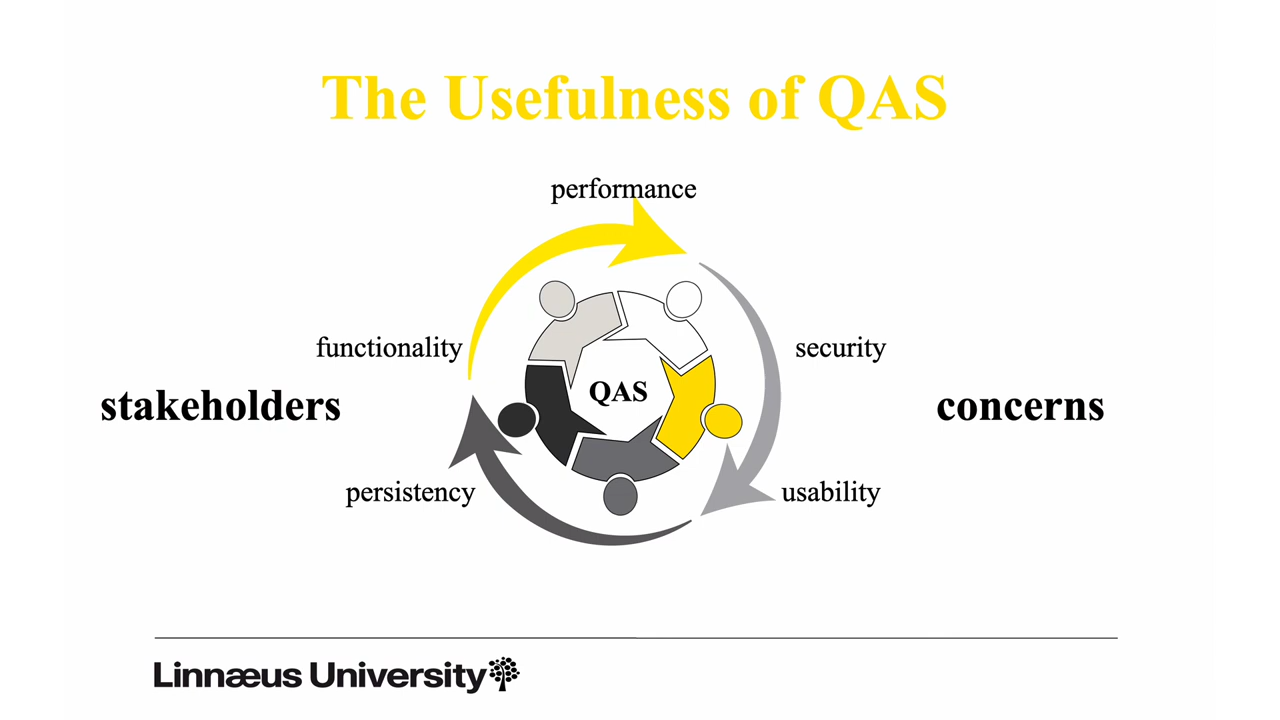 The Usefulness of QAS
performance
functionality
security
QAS
stakeholders
concerns
persistency
usability
Linnæus University